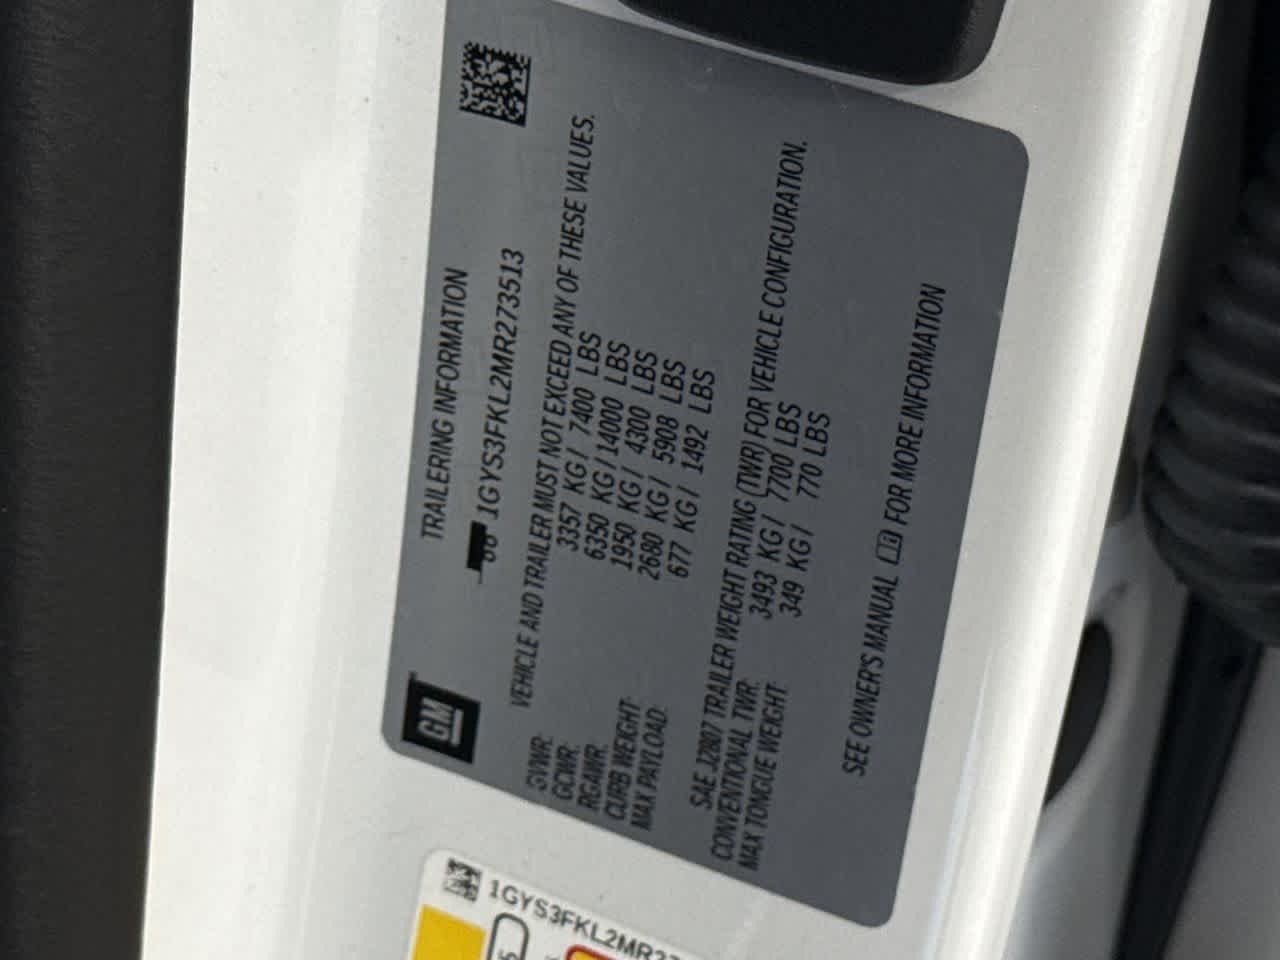 GM
TRAILERING INFORMATION
1GYS3FKL2MR273513
VEHICLE AND TRAILER MUST NOT EXCEED ANY OF THESE VALUES.
GVWR: 3357 KG / 7400 LBS
GCWR: 6350 KG / 14000 LBS
RGAWR: 1950 KG / 4300 LBS
CURB WEIGHT: 2680 KG / 5908 LBS
MAX PAYLOAD: 677 KG / 1492 LBS
SAE J2807 TRAILER WEIGHT RATING (TWR) FOR VEHICLE CONFIGURATION.
CONVENTIONAL TWR: 3493 KG / 7700 LBS
MAX TONGUE WEIGHT: 349 KG / 770 LBS
SEE OWNER'S MANUAL FOR MORE INFORMATION
1GYS3FKL2MR27